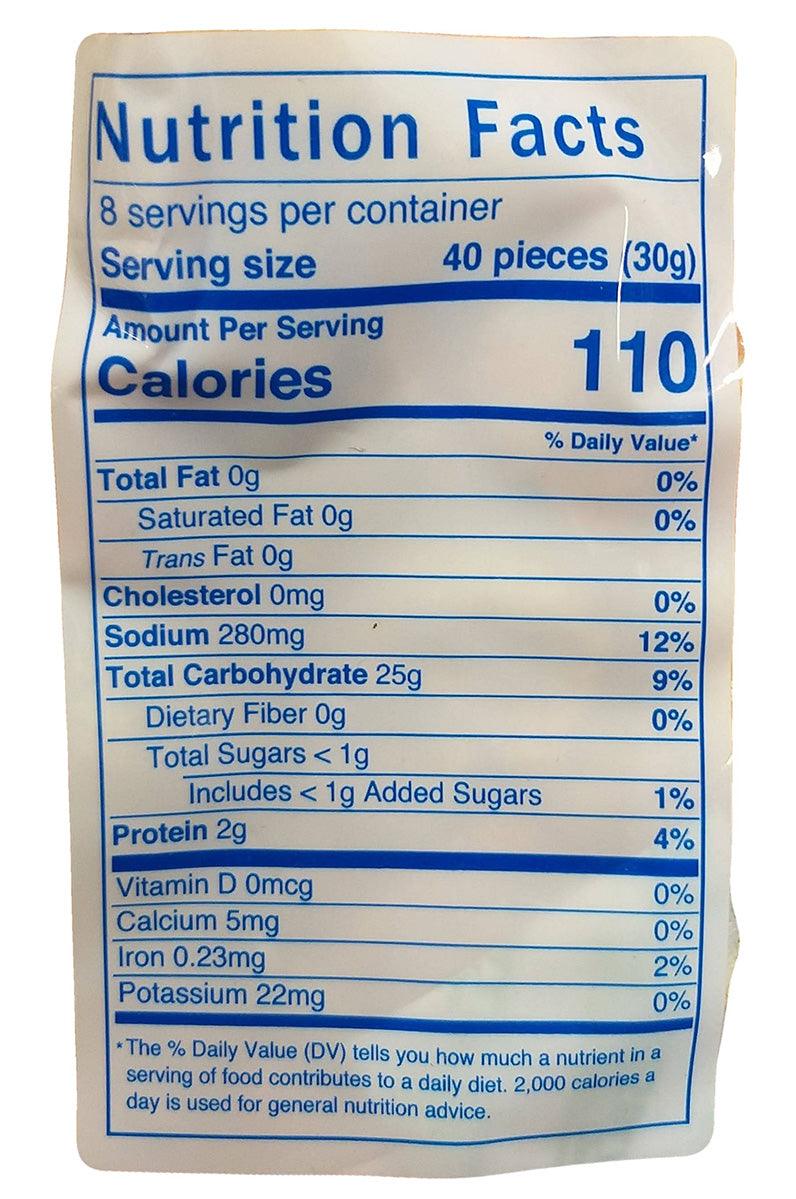 Nutrition Facts
8 servings per container
Serving size 40 pieces (30g)
Amount Per Serving
Calories 110
% Daily Value*
Total Fat 0g 0%
Saturated Fat 0g 0%
Trans Fat 0g
Cholesterol 0mg 0%
Sodium 280mg 12%
Total Carbohydrate 25g 9%
Dietary Fiber 0g 0%
Total Sugars < 1g
Includes < 1g Added Sugars 1%
Protein 2g 4%
Vitamin D 0mcg 0%
Calcium 5mg 0%
Iron 0.23mg 2%
Potassium 22mg 0%
*The % Daily Value (DV) tells you how much a nutrient in a
serving of food contributes to a daily diet. 2,000 calories a
day is used for general nutrition advice.